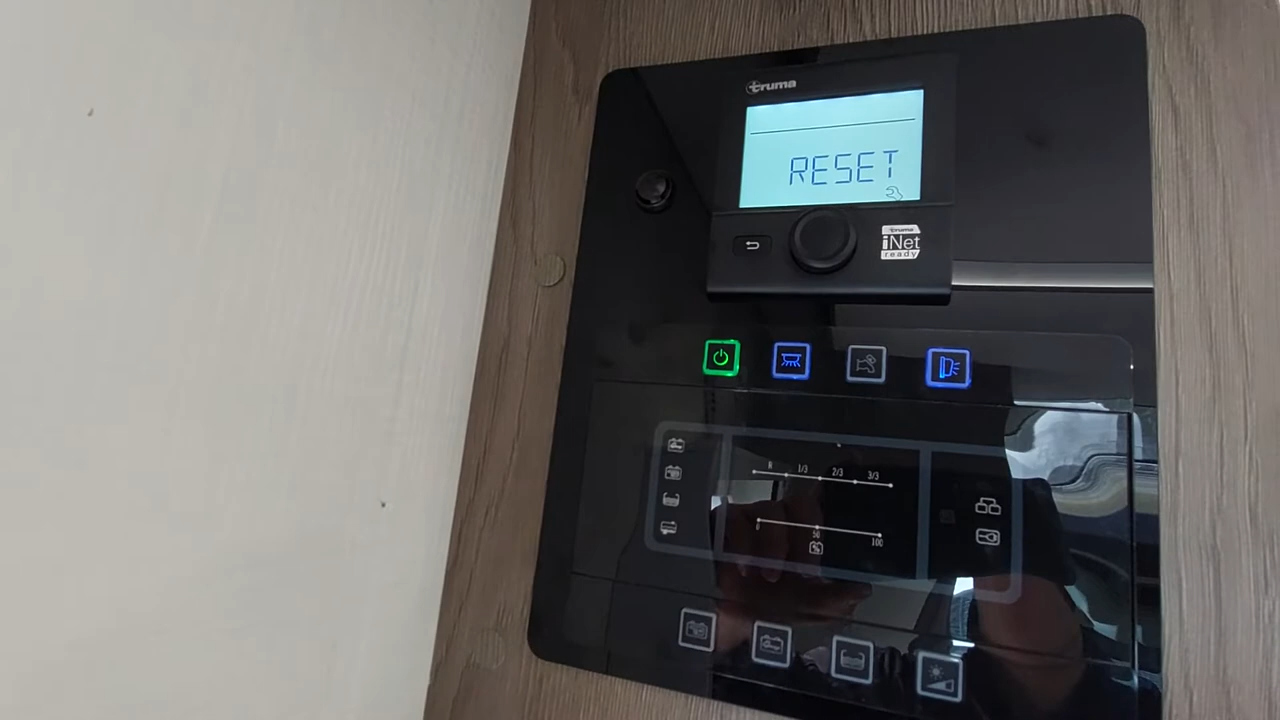 truma
RESET
truma
iNet
ready
N 1/3 2/3 3/3
0 50 100
%